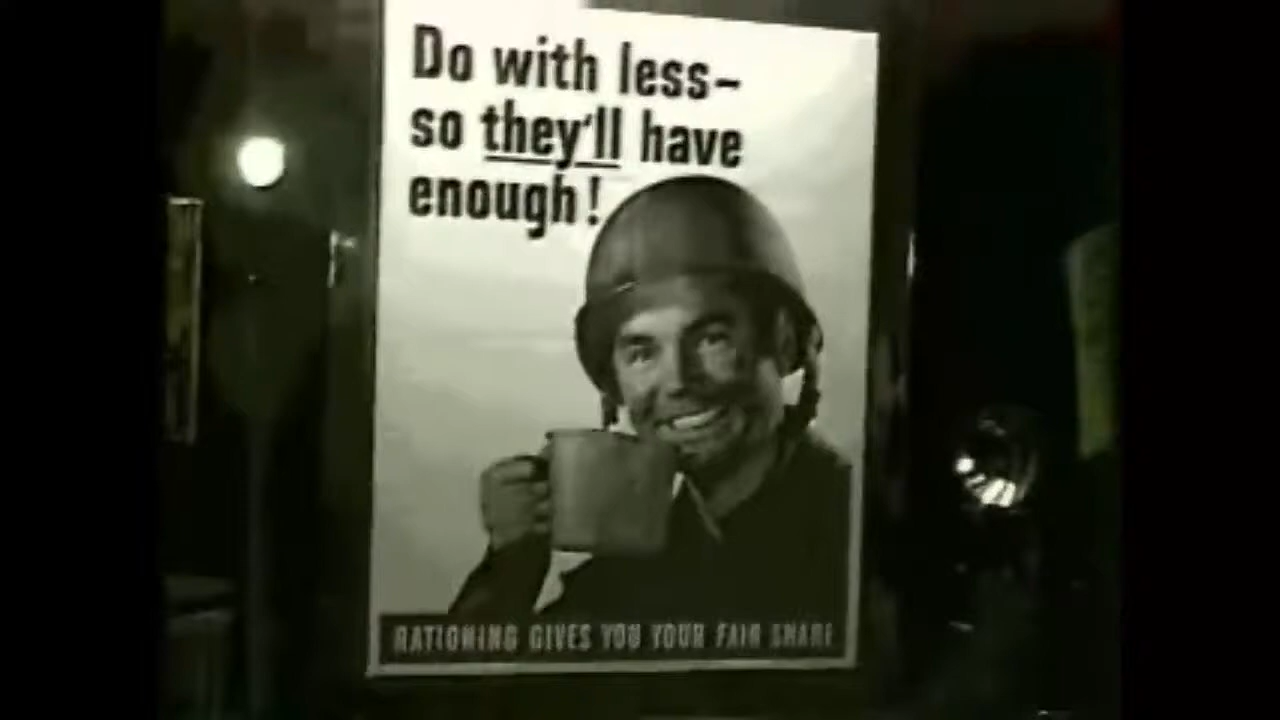 Do with less–
so they'll have
enough!
RATIONING GIVES YOU YOUR FAIR SHARE